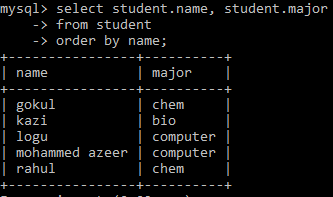 mysql> select student.name, student.major
    -> from student
    -> order by name;
+----------------+----------+
| name           | major    |
+----------------+----------+
| gokul          | chem     |
| kazi           | bio      |
| logu           | computer |
| mohammed azeer | computer |
| rahul          | chem     |
+----------------+----------+